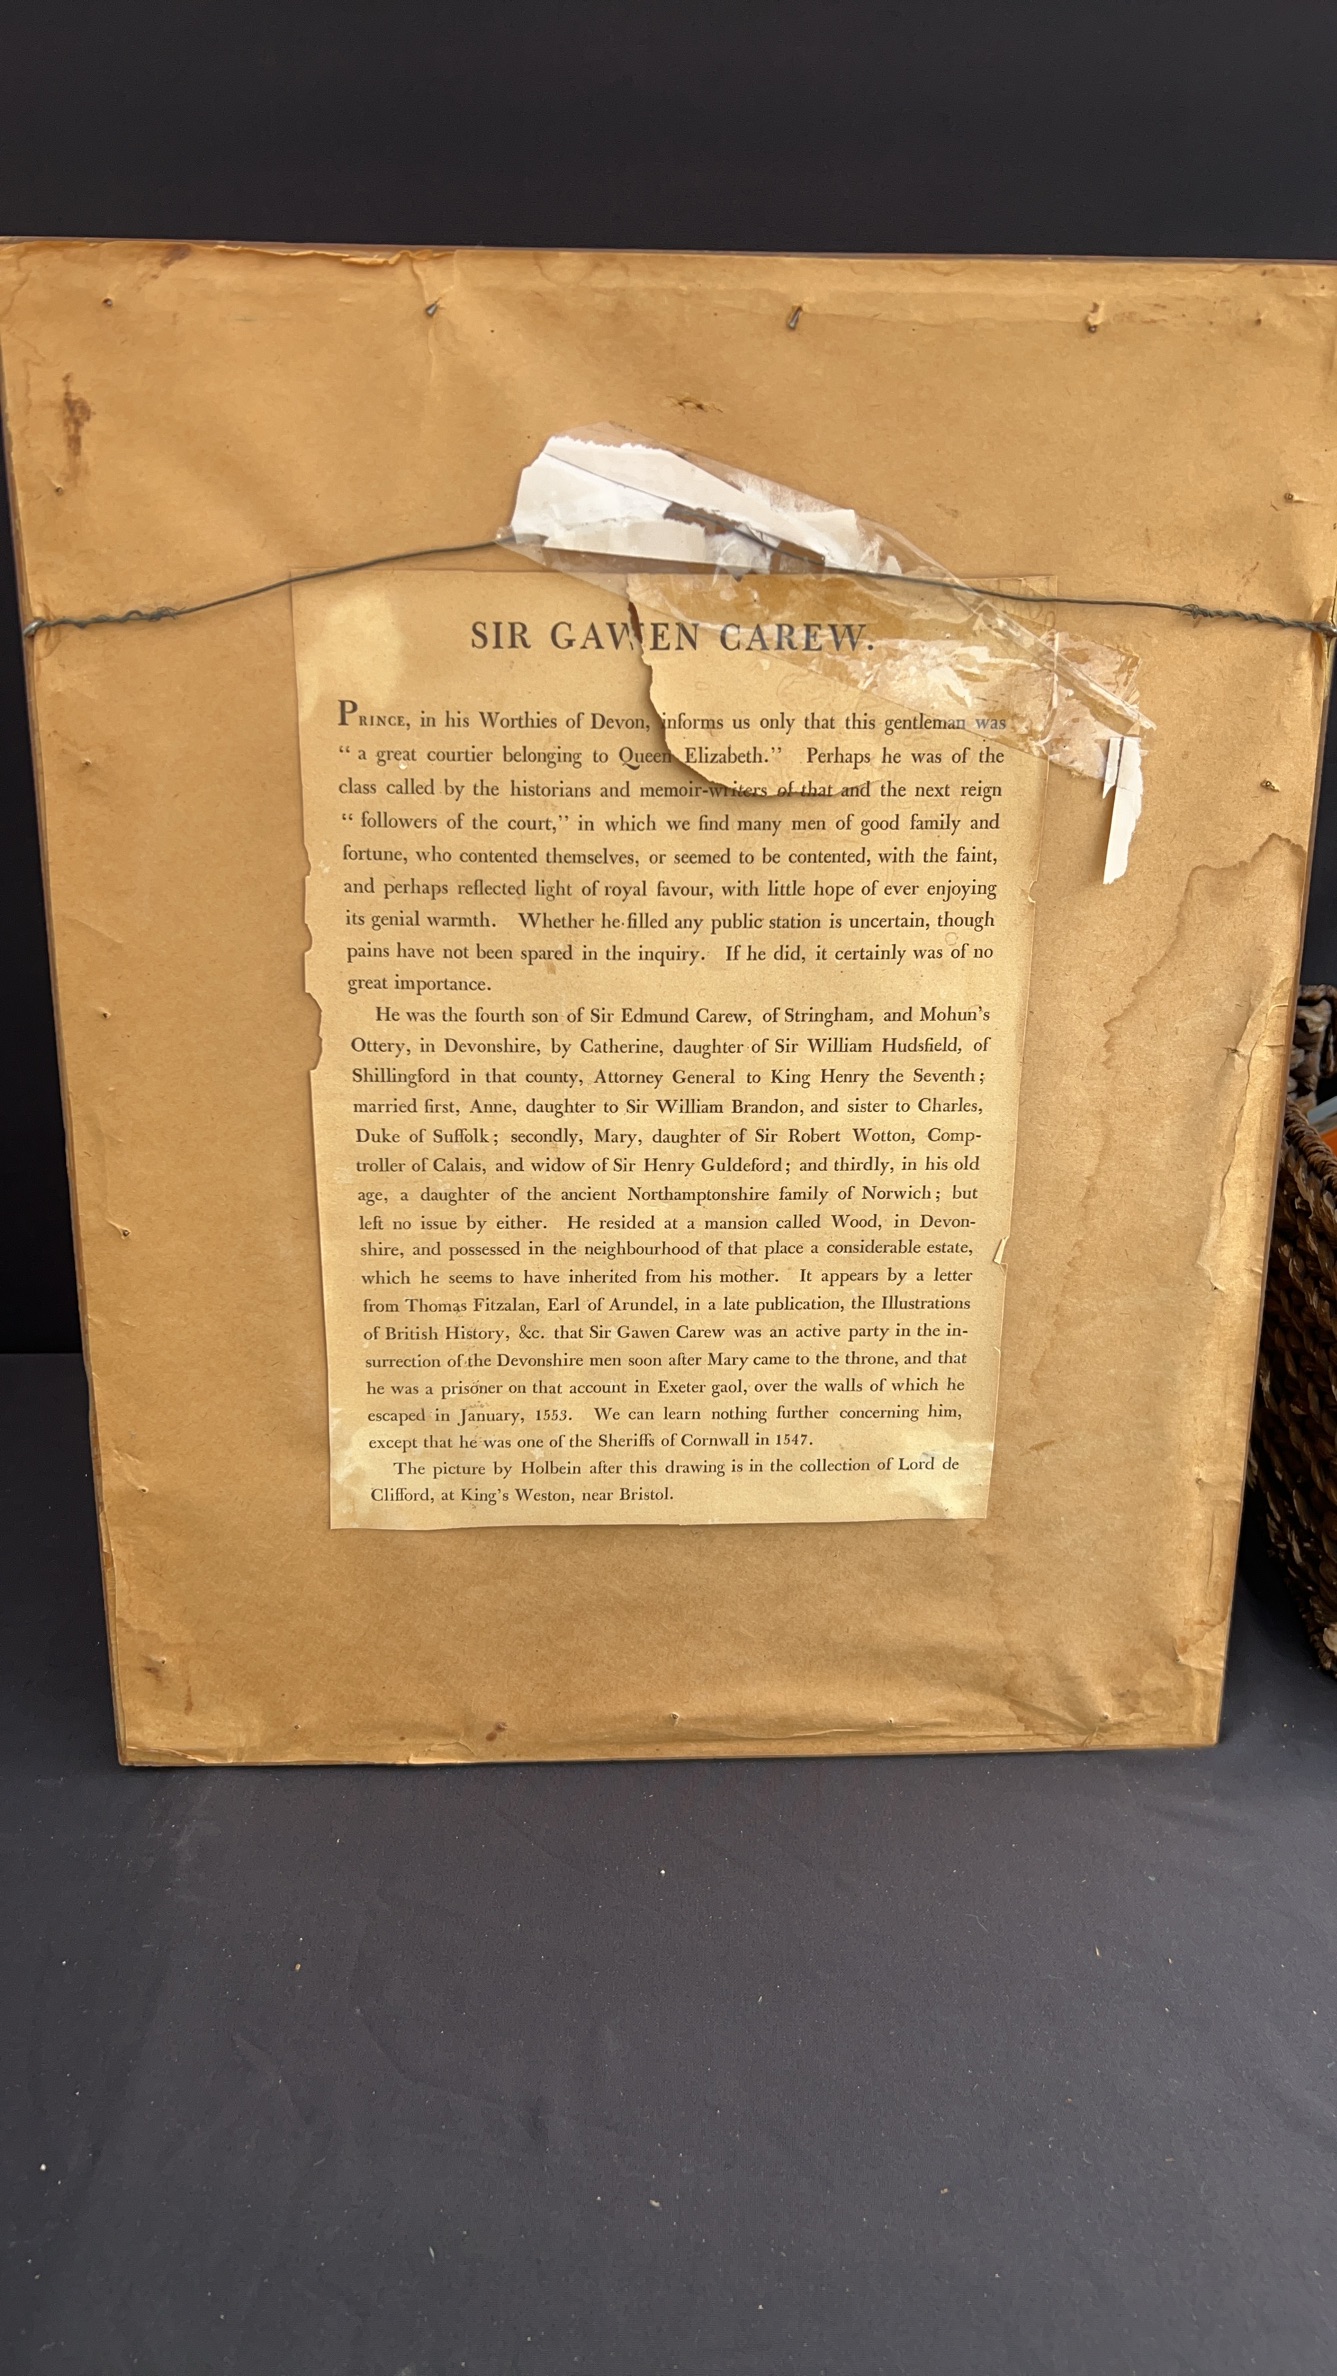 SIR GAWEN CAREW.
PRINCE, in his Worthies of Devon, informs us only that this gentleman was
“ a great courtier belonging to Queen Elizabeth.” Perhaps he was of the
class called by the historians and memoir-writers of that and the next reign
“ followers of the court,” in which we find many men of good family and
fortune, who contented themselves, or seemed to be contented, with the faint,
and perhaps reflected light of royal favour, with little hope of ever enjoying
its genial warmth. Whether he filled any public station is uncertain, though
pains have not been spared in the inquiry. If he did, it certainly was of no
great importance.
He was the fourth son of Sir Edmund Carew, of Stringham, and Mohun’s
Ottery, in Devonshire, by Catherine, daughter of Sir William Hudsfield, of
Shillingford in that county, Attorney General to King Henry the Seventh;
married first, Anne, daughter to Sir William Brandon, and sister to Charles,
Duke of Suffolk; secondly, Mary, daughter of Sir Robert Wotton, Comp-
troller of Calais, and widow of Sir Henry Guldeford; and thirdly, in his old
age, a daughter of the ancient Northamptonshire family of Norwich; but
left no issue by either. He resided at a mansion called Wood, in Devon-
shire, and possessed in the neighbourhood of that place a considerable estate,
which he seems to have inherited from his mother. It appears by a letter
from Thomas Fitzalan, Earl of Arundel, in a late publication, the Illustrations
of British History, &c. that Sir Gawen Carew was an active party in the in-
surrection of the Devonshire men soon after Mary came to the throne, and that
he was a prisoner on that account in Exeter gaol, over the walls of which he
escaped in January, 1553. We can learn nothing further concerning him,
except that he was one of the Sheriffs of Cornwall in 1547.
The picture by Holbein after this drawing is in the collection of Lord de
Clifford, at King’s Weston, near Bristol.